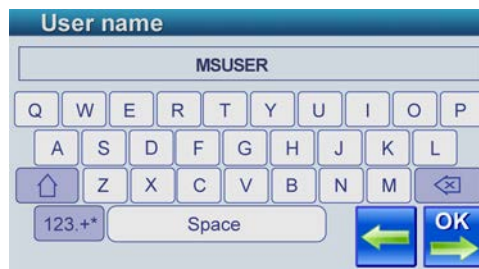 User name
MSUSER
Q W E R T Y U I O P
A S D F G H J K L
Z X C V B N M
123.+* Space OK